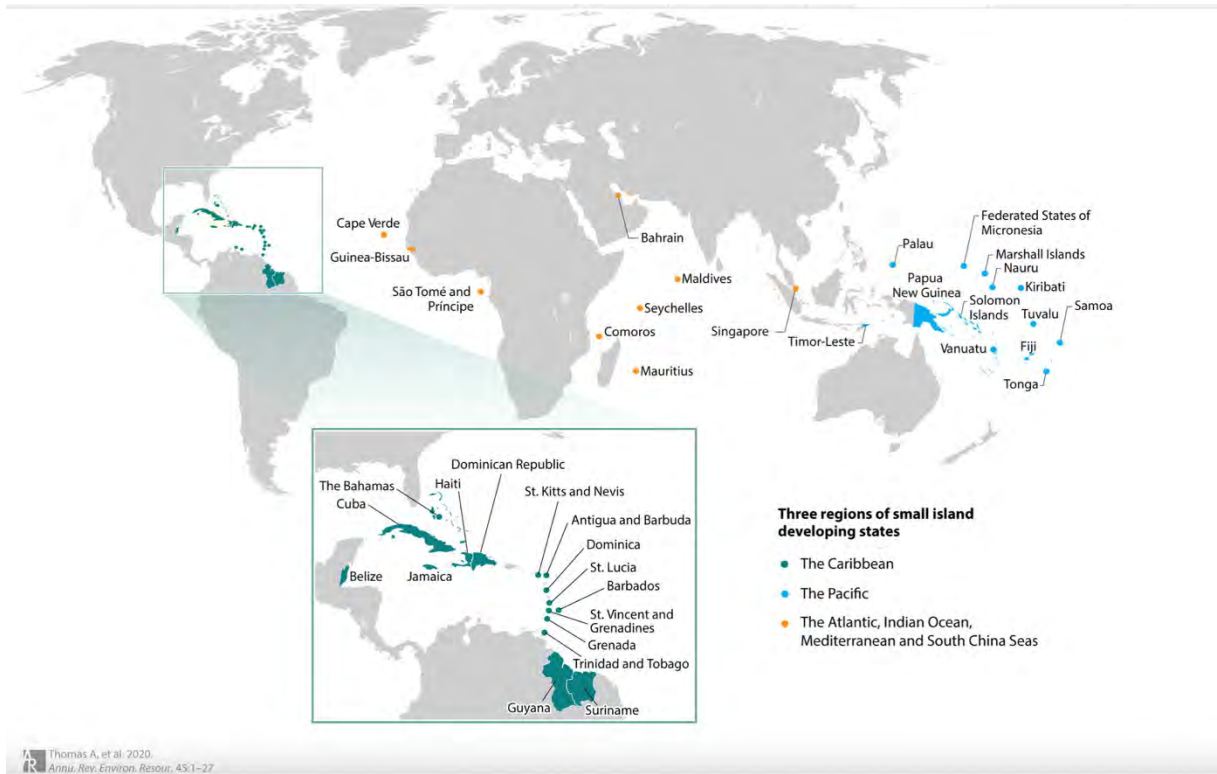 Cape Verde
Guinea-Bissau
São Tomé and
Príncipe
Bahrain
Maldives
Seychelles
Comoros
Mauritius
Singapore
Timor-Leste
Palau
Papua
New Guinea
Federated States of
Micronesia
Marshall Islands
Nauru
Kiribati
Solomon
Islands
Tuvalu
Samoa
Vanuatu
Fiji
Tonga
Dominican Republic
The Bahamas
Haiti
Cuba
St. Kitts and Nevis
Antigua and Barbuda
Dominica
St. Lucia
Barbados
Belize
Jamaica
St. Vincent and
Grenadines
Grenada
Trinidad and Tobago
Guyana
Suriname
Three regions of small island
developing states
The Caribbean
The Pacific
The Atlantic, Indian Ocean,
Mediterranean and South China Seas
AR
Thomas A, et al. 2020.
Annu. Rev. Environ. Resour. 45:1–27